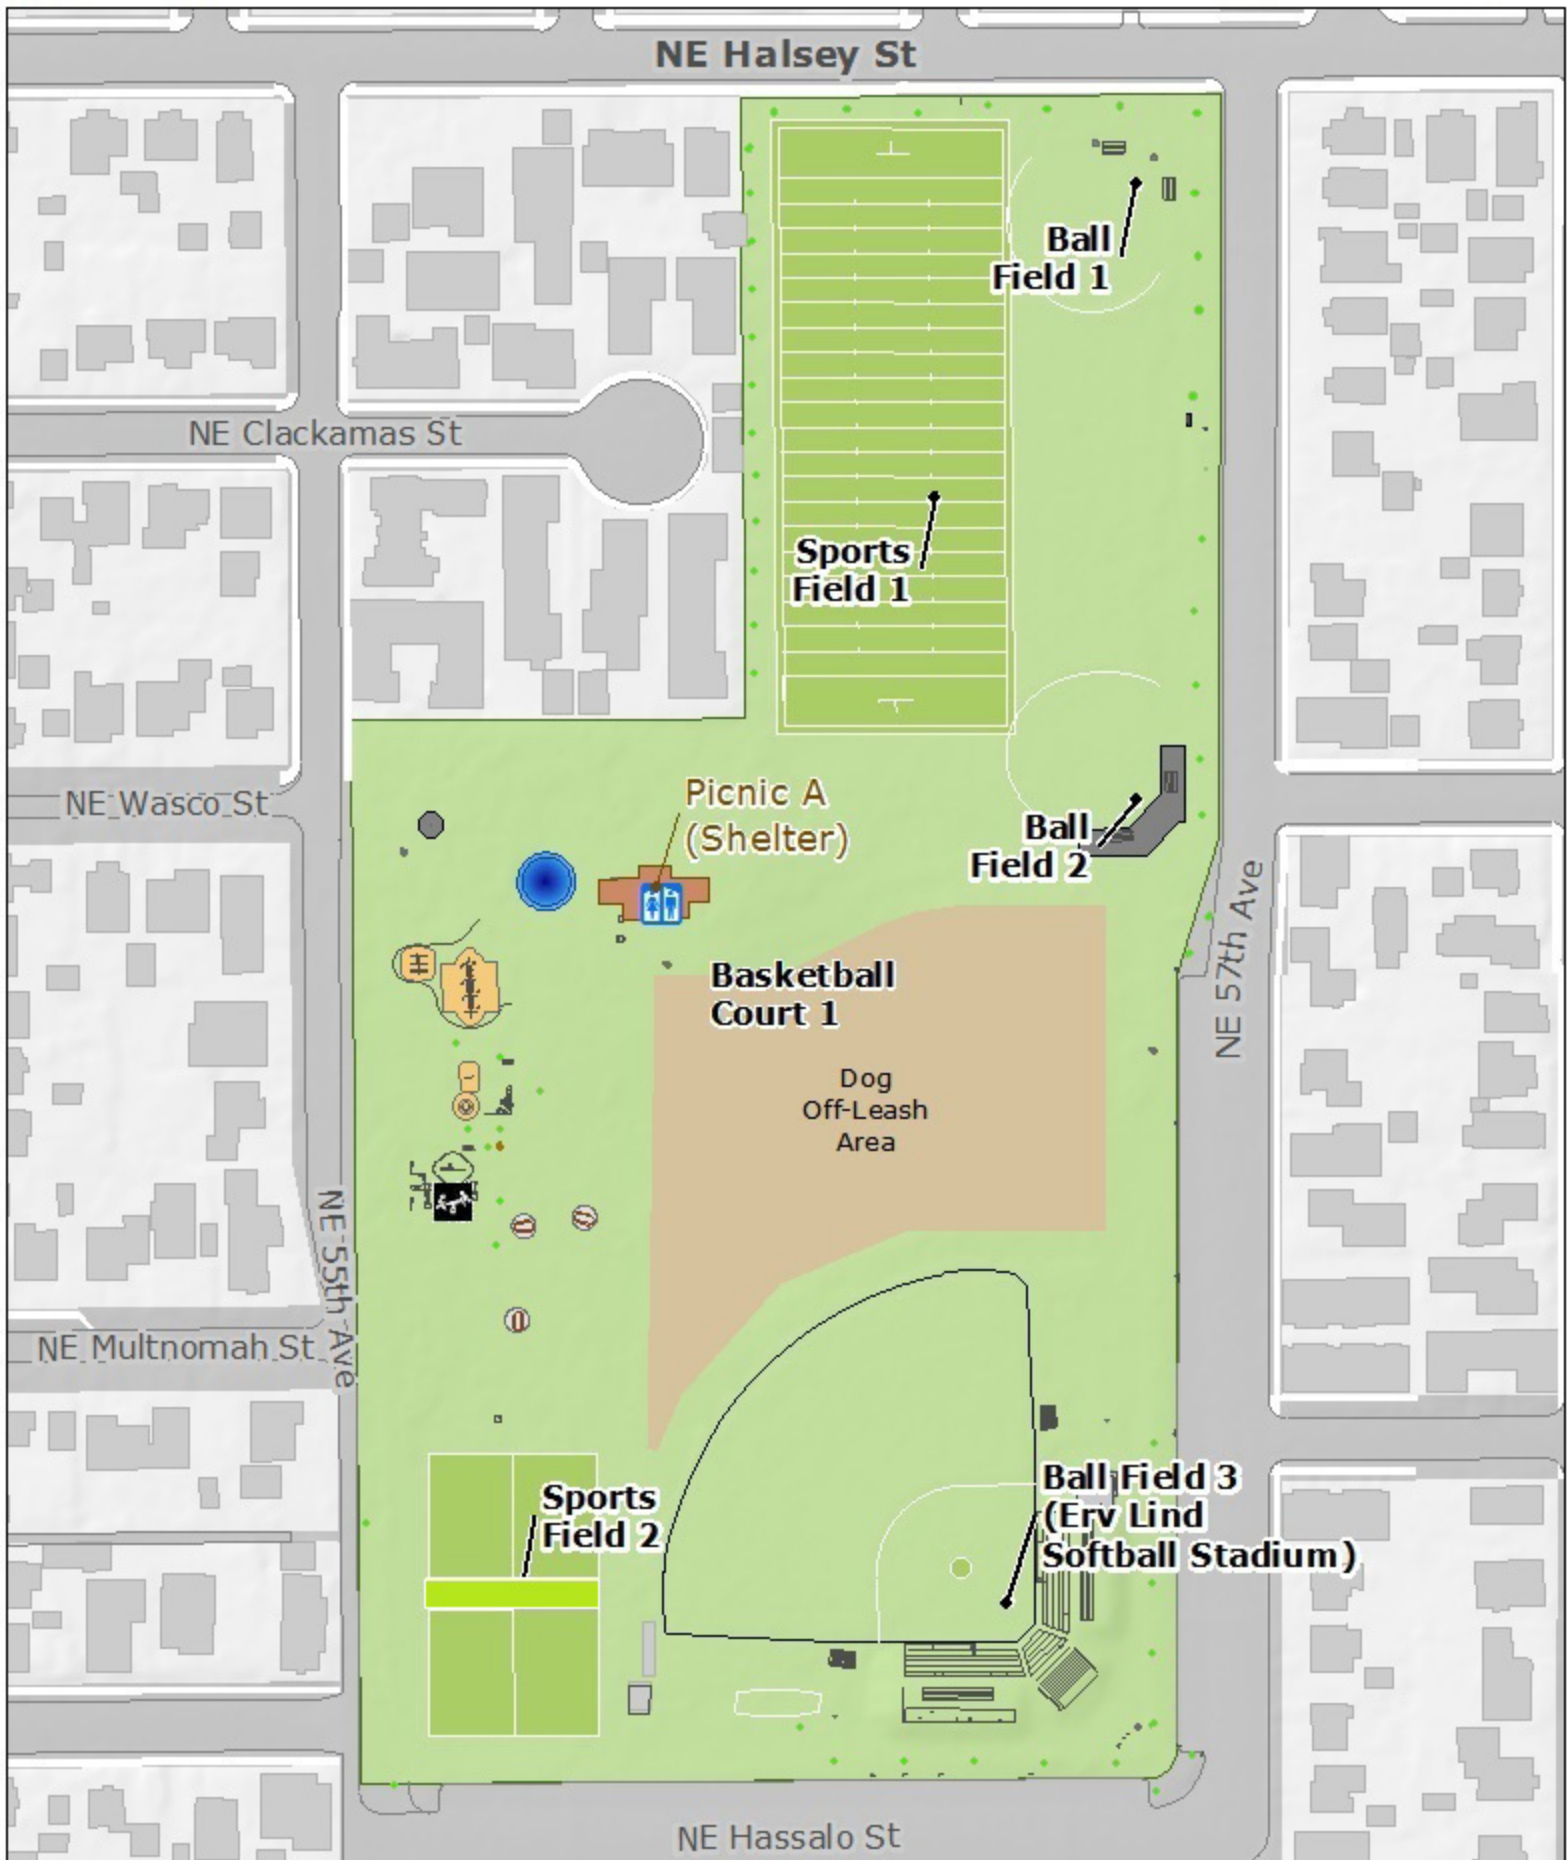 NE Halsey St
Ball
Field 1
NE Clackamas St
Sports
Field 1
Picnic A
(Shelter)
NE Wasco St
Ball
Field 2
NE 57th Ave
Basketball
Court 1
Dog
Off-Leash
Area
NE 55th Ave
NE Multnomah St
Sports
Field 2
Ball Field 3
(Erv Lind
Softball Stadium)
NE Hassalo St